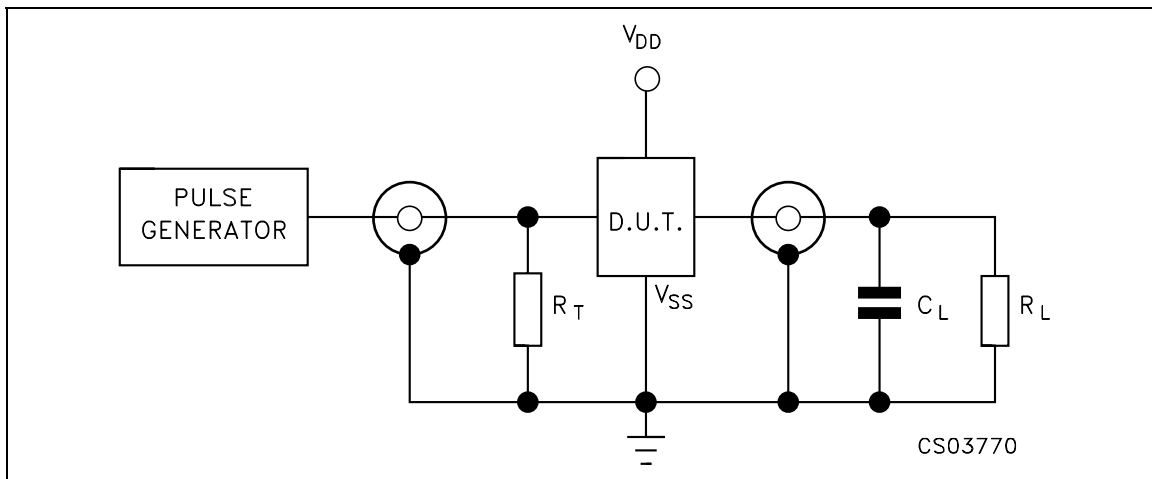 VDD
PULSE
GENERATOR
D.U.T.
VSS
RT
CL
RL
CS03770